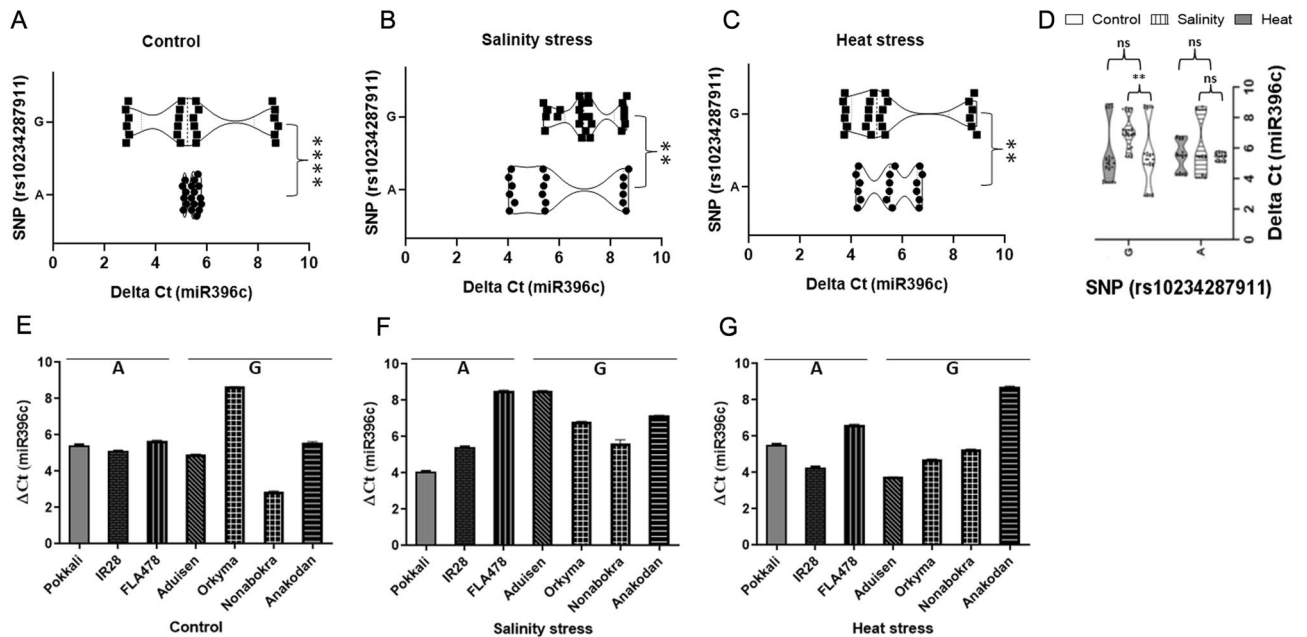 A
Control
SNP (rs10234287911)
G
A
****
0 2 4 6 8 10
Delta Ct (miR396c)
B
Salinity stress
SNP (rs10234287911)
G
A
**
0 2 4 6 8 10
Delta Ct (miR396c)
C
Heat stress
SNP (rs10234287911)
G
A
**
0 2 4 6 8 10
Delta Ct (miR396c)
D
Control Salinity Heat
ns ns
** ns
10
8
6
4
2
0
Delta Ct (miR396c)
G A
SNP (rs10234287911)
E
A G
10
8
6
4
2
0
ΔCt (miR396c)
Pokkali IR28 FLA478 Aduisen Orkyma Nonabokra Anakodan
Control
F
A G
10
8
6
4
2
0
ΔCt (miR396c)
Pokkali IR28 FLA478 Aduisen Orkyma Nonabokra Anakodan
Salinity stress
G
A G
10
8
6
4
2
0
ΔCt (miR396c)
Pokkali IR28 FLA478 Aduisen Orkyma Nonabokra Anakodan
Heat stress